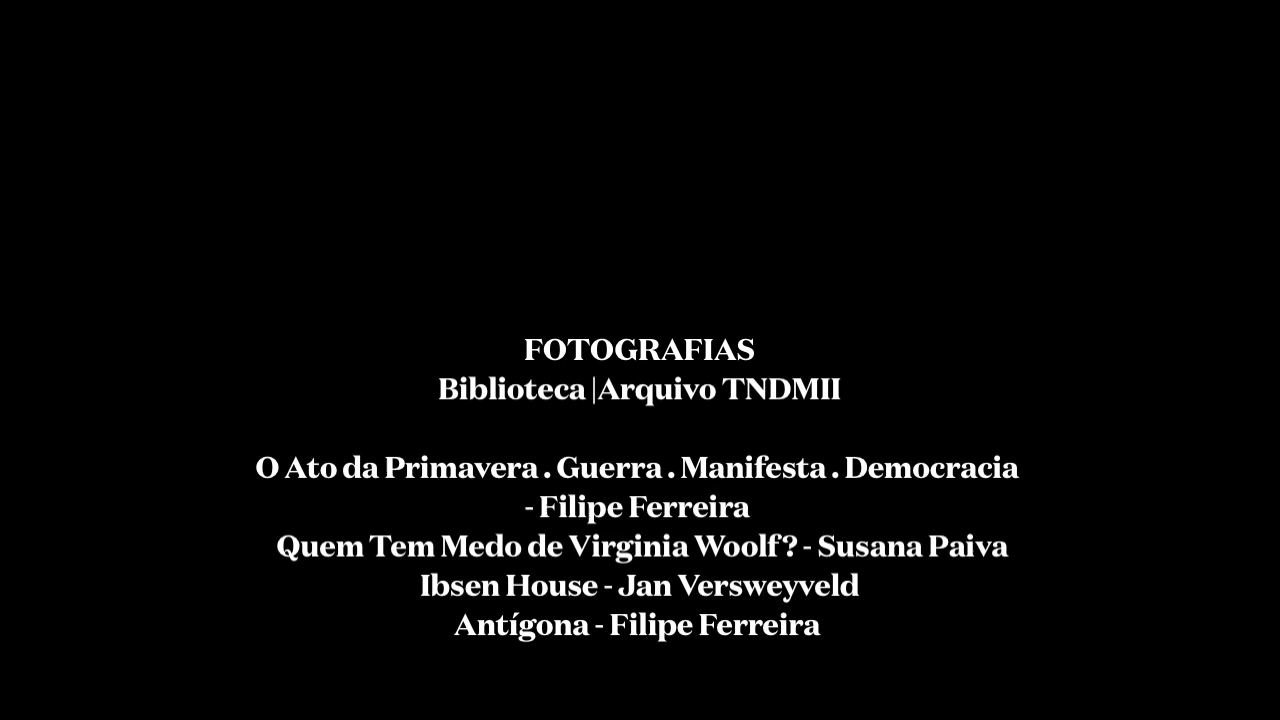 FOTOGRAFIAS
Biblioteca |Arquivo TNDMII
O Ato da Primavera . Guerra . Manifesta . Democracia
- Filipe Ferreira
Quem Tem Medo de Virginia Woolf? - Susana Paiva
Ibsen House - Jan Versweyveld
Antígona - Filipe Ferreira